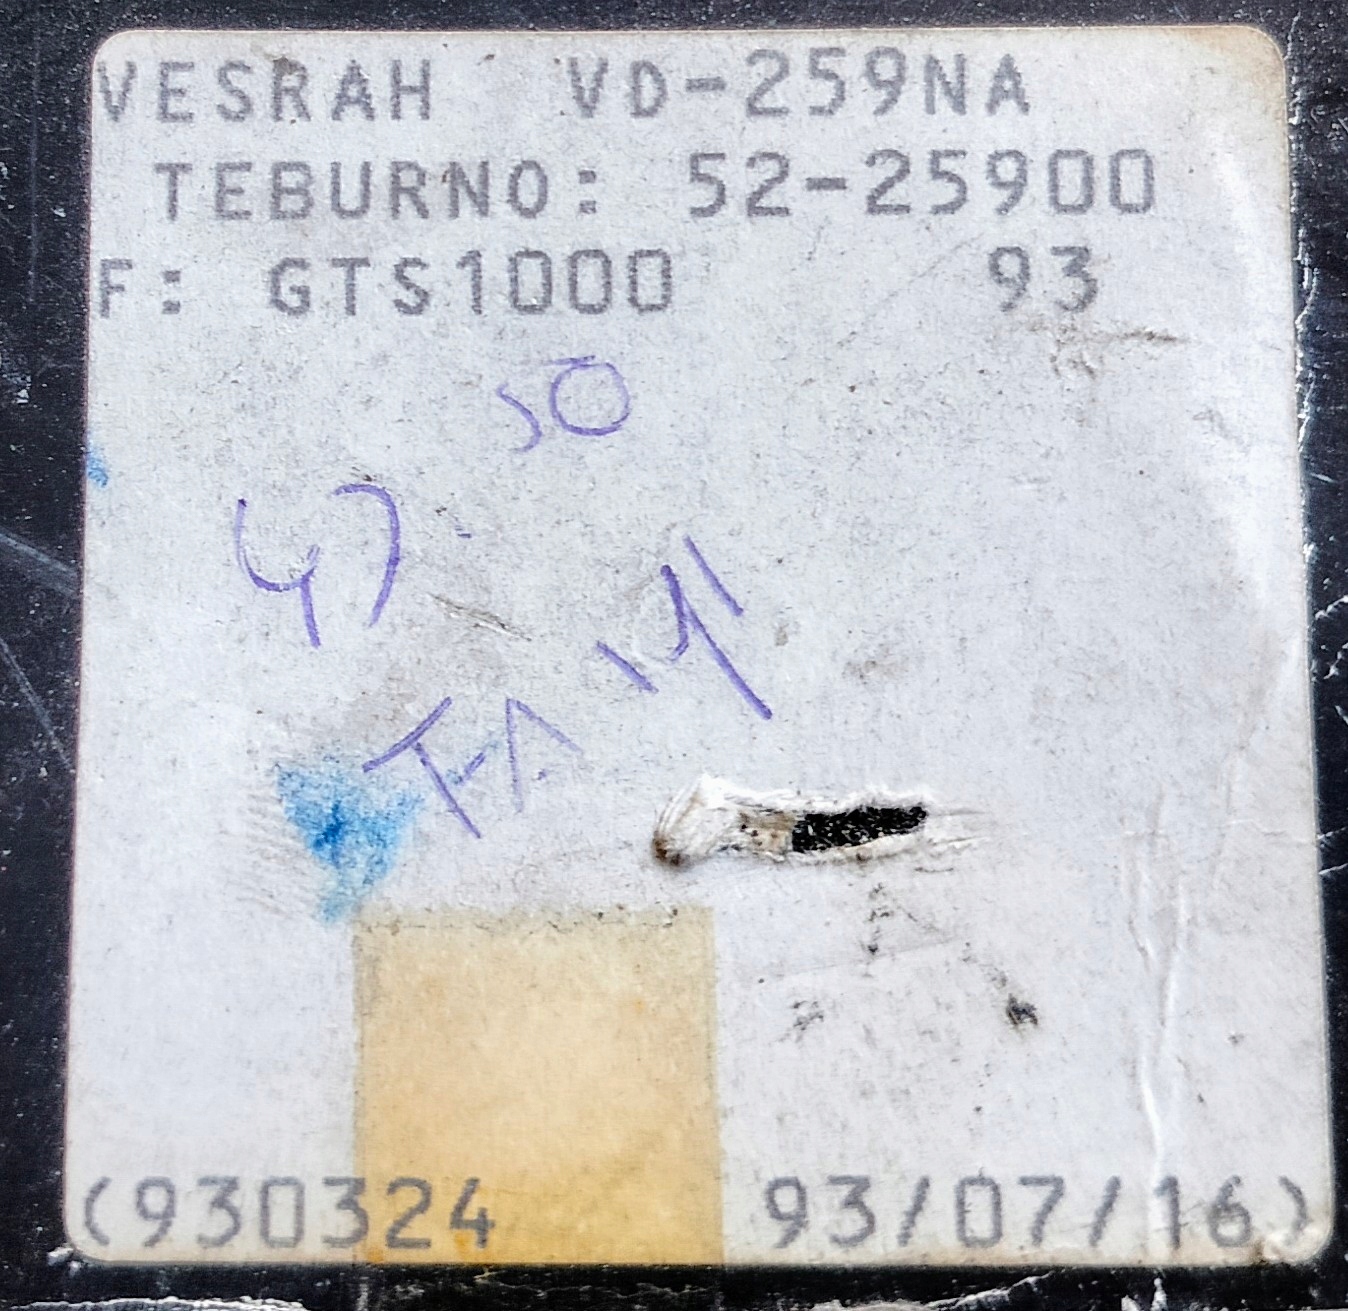 VESRAH VD-259NA
TEBURNO: 52-25900
F: GTS1000 93
50
47
FA 14
(930324 93/07/16)